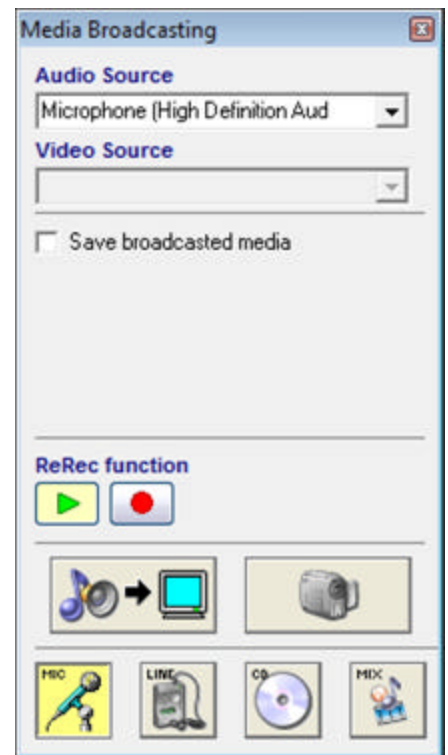 Media Broadcasting
Audio Source
Microphone (High Definition Aud
Video Source
Save broadcasted media
ReRec function
MIC
LINE
CD
MIX